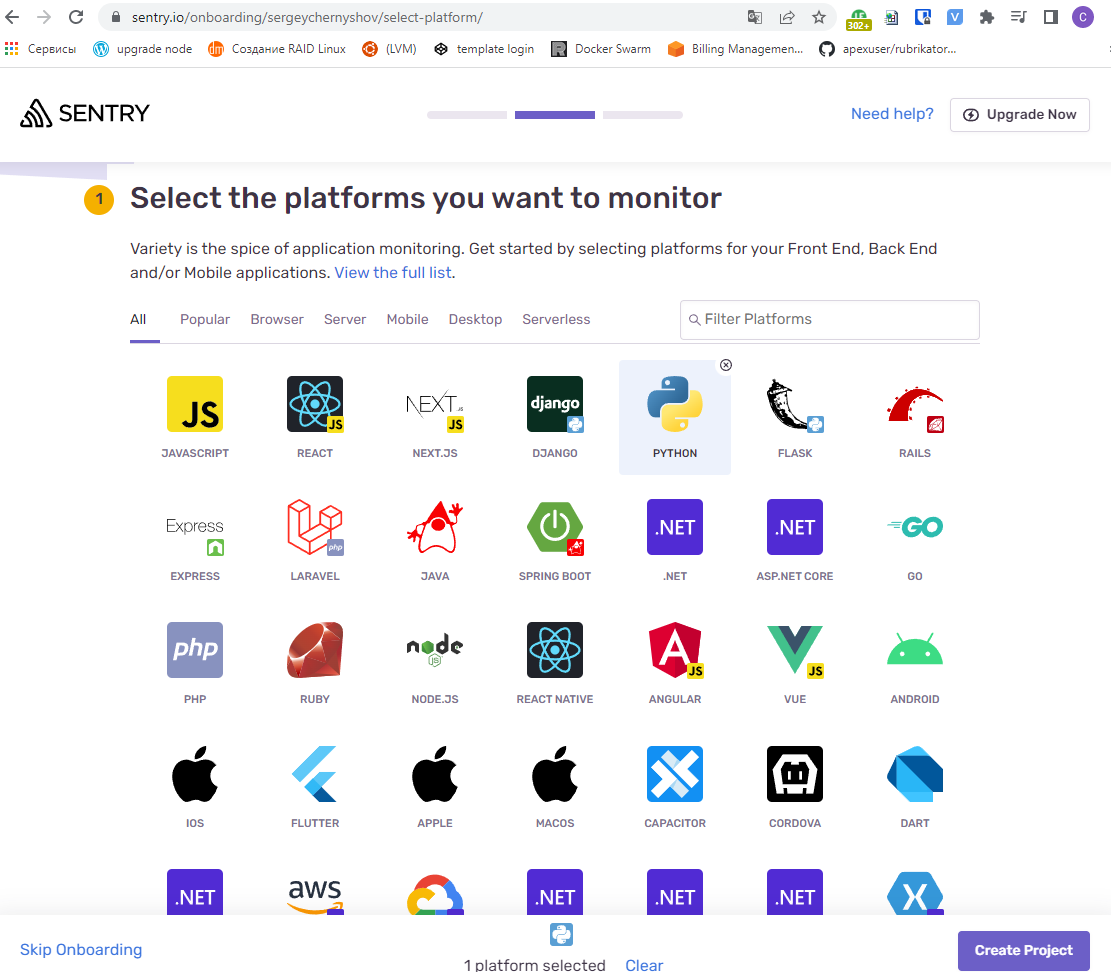 sentry.io/onboarding/sergeychernyshov/select-platform/
302+
V
C
Сервисы upgrade node Создание RAID Linux (LVM) template login Docker Swarm Billing Managemen... apexuser/rubrikator...
SENTRY
Need help?
Upgrade Now
1
Select the platforms you want to monitor
Variety is the spice of application monitoring. Get started by selecting platforms for your Front End, Back End
and/or Mobile applications. View the full list.
All Popular Browser Server Mobile Desktop Serverless
Filter Platforms
JS JS NEXT.JS JS django
JAVASCRIPT REACT NEXT.JS DJANGO PYTHON FLASK RAILS
Express php .NET .NET GO
EXPRESS LARAVEL JAVA SPRING BOOT .NET ASP.NET CORE GO
php node JS A JS JS
PHP RUBY NODE.JS REACT NATIVE ANGULAR VUE ANDROID
IOS FLUTTER APPLE MACOS CAPACITOR CORDOVA DART
.NET aws .NET .NET .NET X
Skip Onboarding
1 platform selected Clear
Create Project